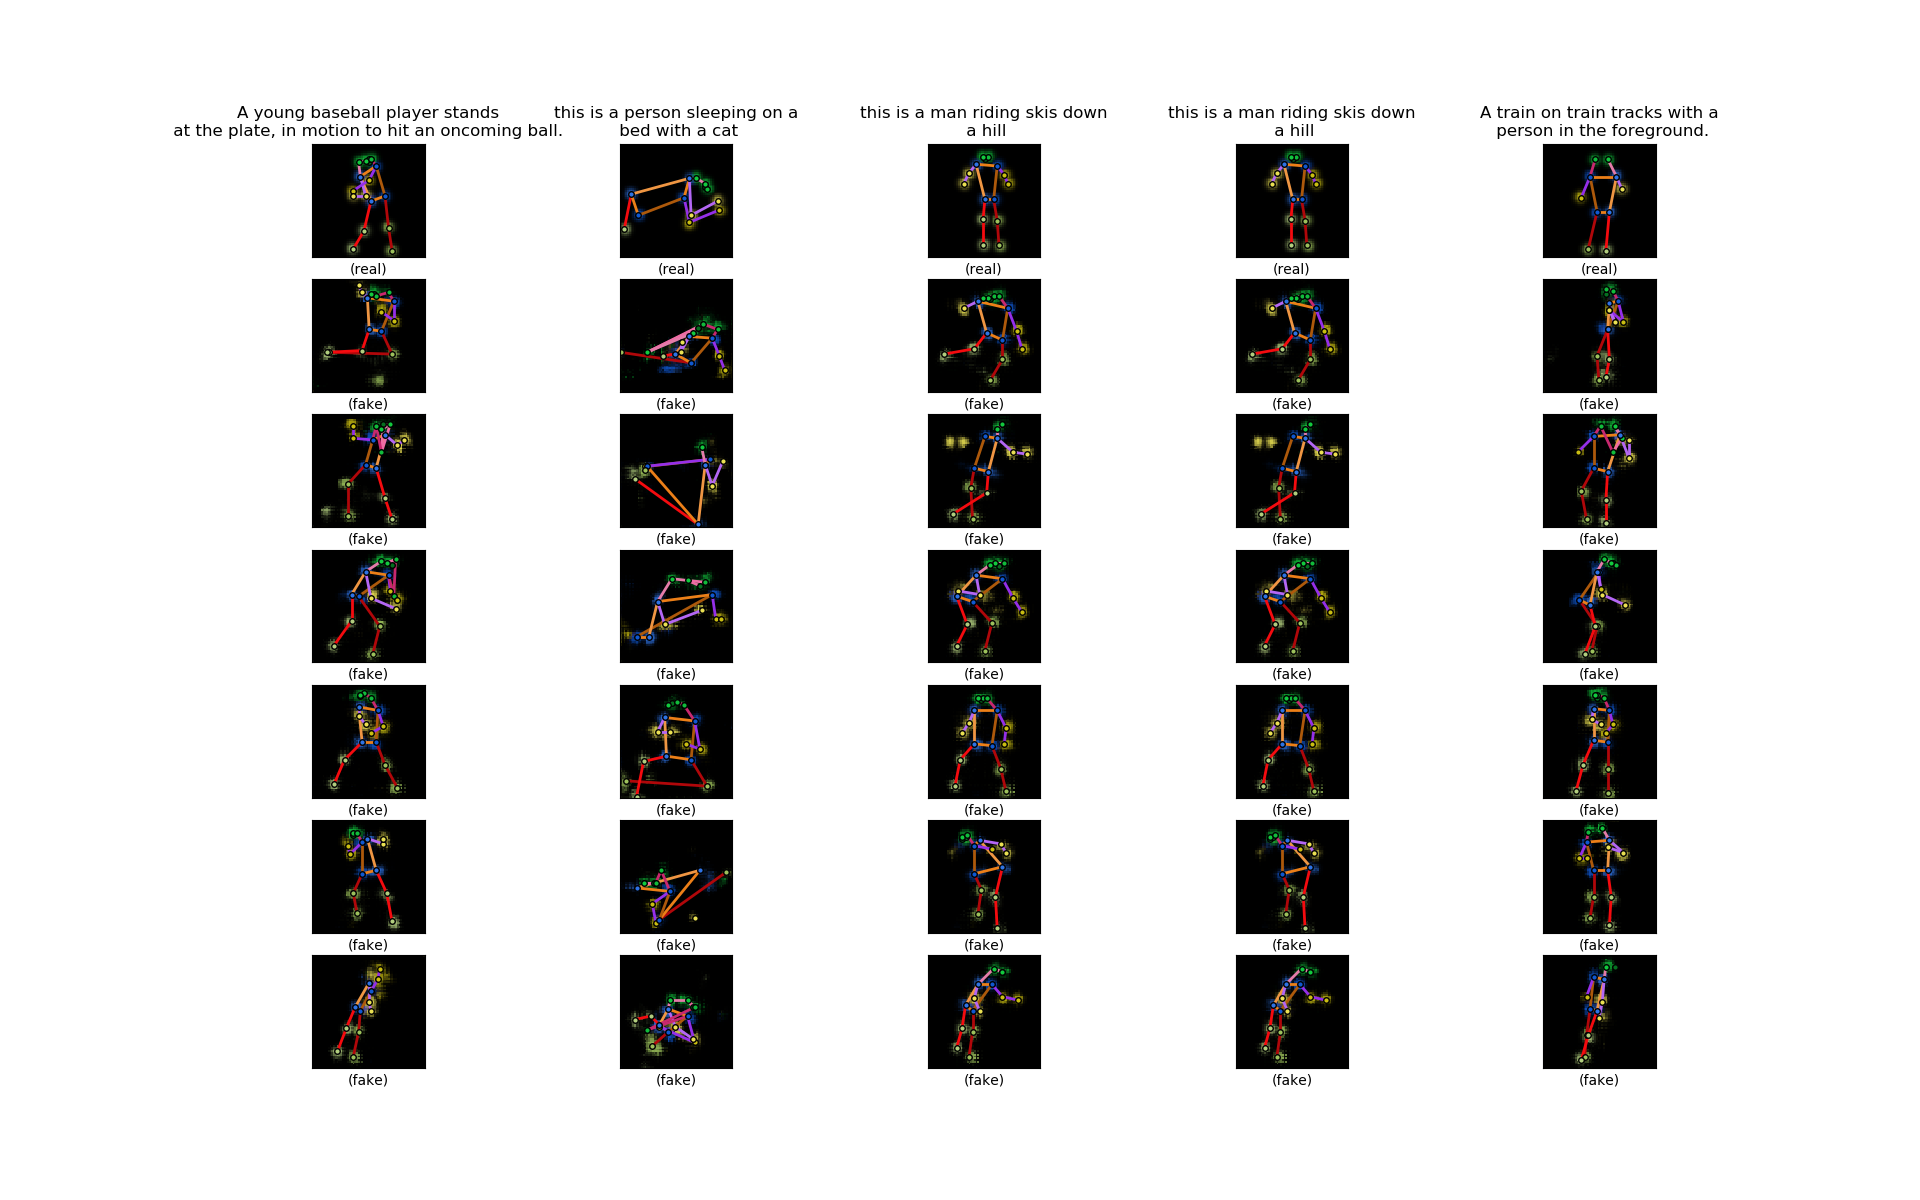 A young baseball player stands
at the plate, in motion to hit an oncoming ball.
this is a person sleeping on a
bed with a cat
this is a man riding skis down
a hill
this is a man riding skis down
a hill
A train on train tracks with a
person in the foreground.
(real) (real) (real) (real) (real)
(fake) (fake) (fake) (fake) (fake)
(fake) (fake) (fake) (fake) (fake)
(fake) (fake) (fake) (fake) (fake)
(fake) (fake) (fake) (fake) (fake)
(fake) (fake) (fake) (fake) (fake)
(fake) (fake) (fake) (fake) (fake)